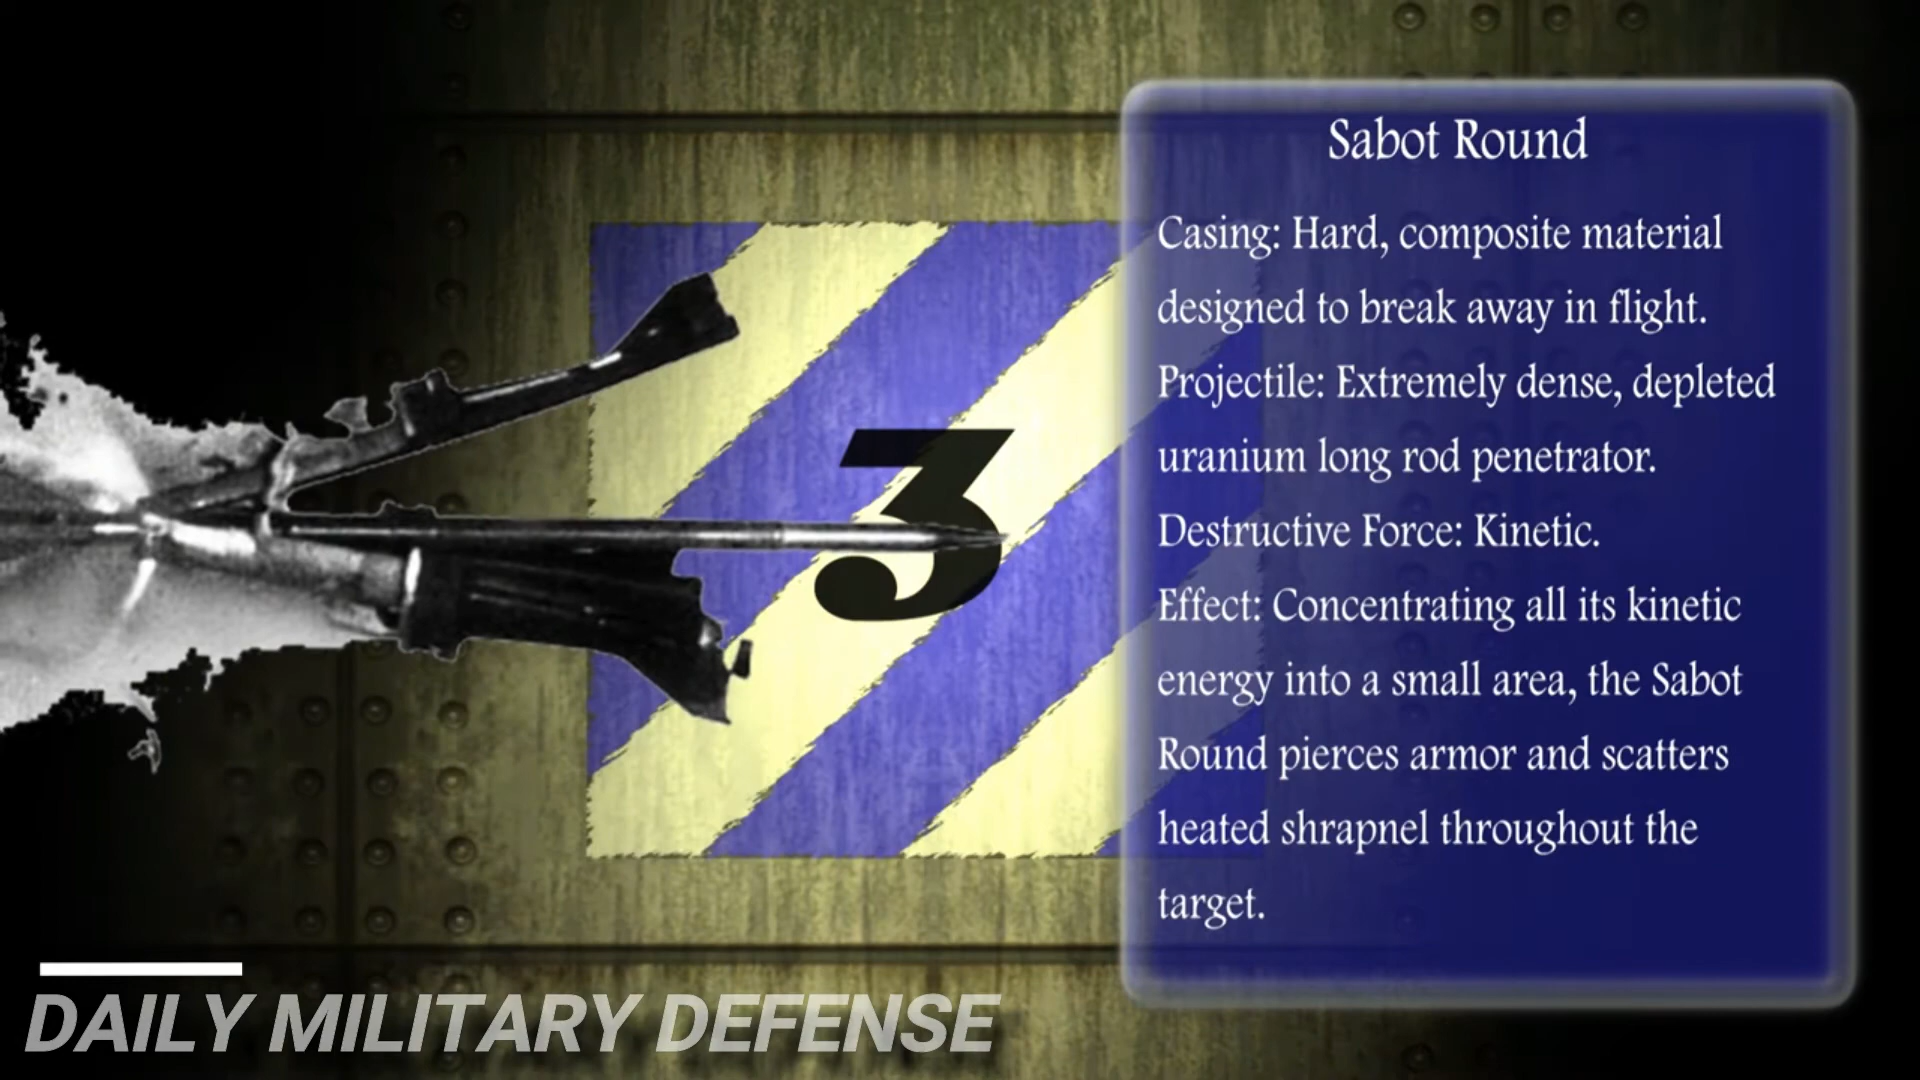 Sabot Round
Casing: Hard, composite material
designed to break away in flight.
Projectile: Extremely dense, depleted
uranium long rod penetrator.
Destructive Force: Kinetic.
Effect: Concentrating all its kinetic
energy into a small area, the Sabot
Round pierces armor and scatters
heated shrapnel throughout the
target.
3
DAILY MILITARY DEFENSE